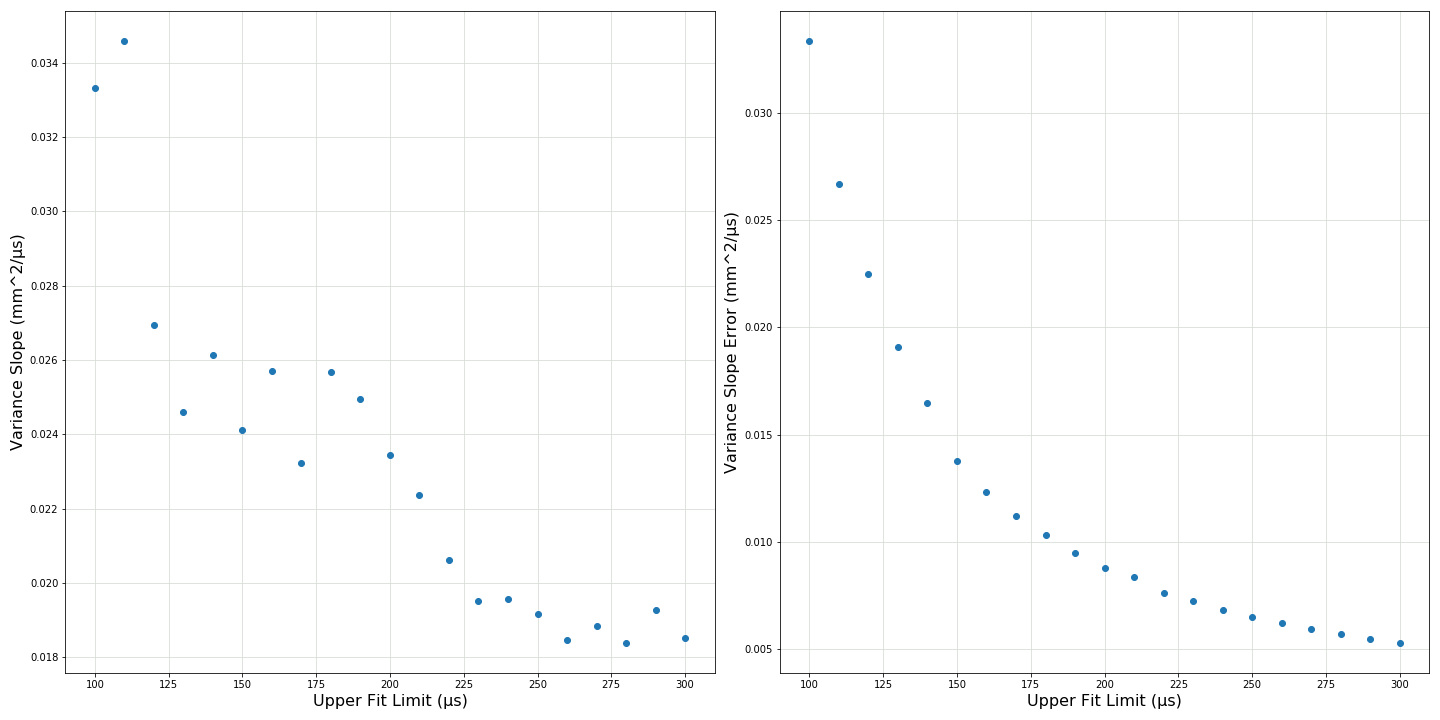 0.034
0.032
0.030
0.028
0.026
0.024
0.022
0.020
0.018
Variance Slope (mm^2/μs)
100 125 150 175 200 225 250 275 300
Upper Fit Limit (μs)
0.030
0.025
0.020
0.015
0.010
0.005
Variance Slope Error (mm^2/μs)
100 125 150 175 200 225 250 275 300
Upper Fit Limit (μs)